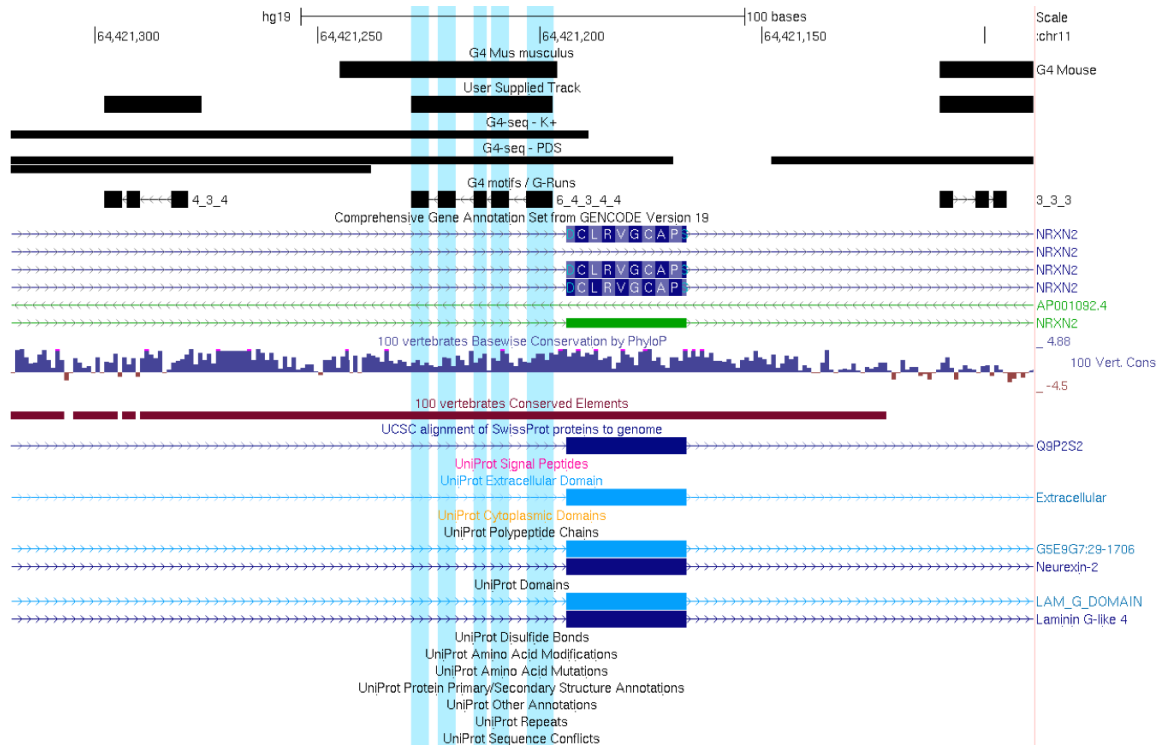 hg19 100 bases Scale
64,421,300 64,421,250 64,421,200 64,421,150 :chr11
G4 Mus musculus
G4 Mouse
User Supplied Track
G4-seq - K+
G4-seq - PDS
G4 motifs / G-Runs
4_3_4 6_4_3_4_4 3_3_3
Comprehensive Gene Annotation Set from GENCODE Version 19
D C L R V G C A P S NRXN2
NRXN2
D C L R V G C A P S NRXN2
D C L R V G C A P S NRXN2
AP001092.4
NRXN2
100 vertebrates Basewise Conservation by PhyloP
_ 4.88
100 Vert. Cons
_ -4.5
100 vertebrates Conserved Elements
UCSC alignment of SwissProt proteins to genome
Q9P2S2
UniProt Signal Peptides
UniProt Extracellular Domain
Extracellular
UniProt Cytoplasmic Domains
UniProt Polypeptide Chains
G5E9G7:29-1706
Neurexin-2
UniProt Domains
LAM_G_DOMAIN
Laminin G-like 4
UniProt Disulfide Bonds
UniProt Amino Acid Modifications
UniProt Amino Acid Mutations
UniProt Protein Primary/Secondary Structure Annotations
UniProt Other Annotations
UniProt Repeats
UniProt Sequence Conflicts